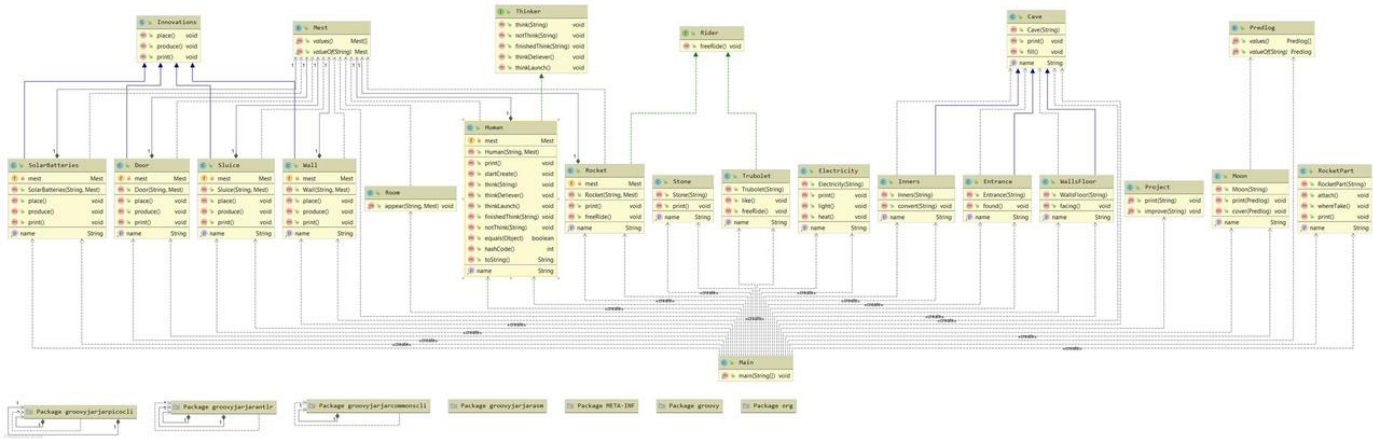 Innovations
place() void
produce() void
print() void
Mest
values() Mest[]
valueOf(String) Mest
Thinker
think(String) void
notThink(String) void
finishedThink(String) void
thinkDeliever() void
thinkLaunch() void
Rider
freeRide() void
Cave
Cave(String)
print() void
fill() void
name String
Predlog
values() Predlog[]
valueOf(String) Predlog
SolarBatteries
mest Mest
SolarBatteries(String, Mest)
place() void
produce() void
print() void
name String
Door
mest Mest
Door(String, Mest)
place() void
produce() void
print() void
name String
Sluice
mest Mest
Sluice(String, Mest)
place() void
produce() void
print() void
name String
Wall
mest Mest
Wall(String, Mest)
place() void
produce() void
print() void
name String
Room
appear(String, Mest) void
Human
mest Mest
Human(String, Mest)
print() void
startCreate() void
think(String) void
thinkDeliever() void
thinkLaunch() void
finishedThink(String) void
notThink(String) void
equals(Object) boolean
hashCode() int
toString() String
name String
Rocket
mest Mest
Rocket(String, Mest)
print() void
freeRide() void
name String
Stone
Stone(String)
print() void
name String
Trubolet
Trubolet(String)
like() void
freeRide() void
name String
Electricity
Electricity(String)
print() void
light() void
heat() void
name String
Inners
Inners(String)
convert(String) void
name String
Entrance
Entrance(String)
found() void
name String
WallsFloor
WallsFloor(String)
facing() void
name String
Project
print(String) void
improve(String) void
Moon
Moon(String)
print(Predlog) void
cover(Predlog) void
name String
RocketPart
RocketPart(String)
attach() void
whereTake() void
print() void
name String
«create»
«create»
«create»
«create»
«create»
«create»
«create»
«create»
«create»
«create»
«create»
«create»
Main
main(String[]) void
Package groovyjarjarpicocli
Package groovyjarjarantlr
Package groovyjarjarcommonscli
Package groovyjarjarasm
Package META-INF
Package groovy
Package org